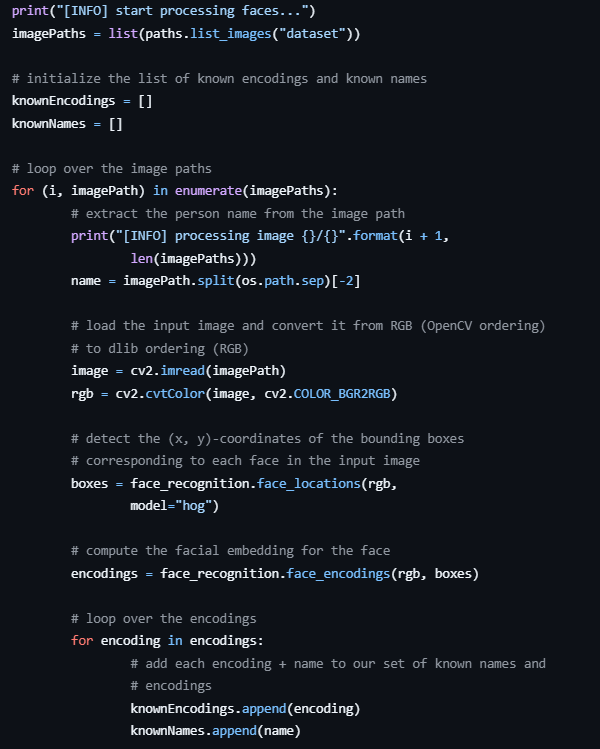 print("[INFO] start processing faces...")
imagePaths = list(paths.list_images("dataset"))

# initialize the list of known encodings and known names
knownEncodings = []
knownNames = []

# loop over the image paths
for (i, imagePath) in enumerate(imagePaths):
        # extract the person name from the image path
        print("[INFO] processing image {}/{}".format(i + 1,
                len(imagePaths)))
        name = imagePath.split(os.path.sep)[-2]

        # load the input image and convert it from RGB (OpenCV ordering)
        # to dlib ordering (RGB)
        image = cv2.imread(imagePath)
        rgb = cv2.cvtColor(image, cv2.COLOR_BGR2RGB)

        # detect the (x, y)-coordinates of the bounding boxes
        # corresponding to each face in the input image
        boxes = face_recognition.face_locations(rgb,
                model="hog")

        # compute the facial embedding for the face
        encodings = face_recognition.face_encodings(rgb, boxes)

        # loop over the encodings
        for encoding in encodings:
                # add each encoding + name to our set of known names and
                # encodings
                knownEncodings.append(encoding)
                knownNames.append(name)